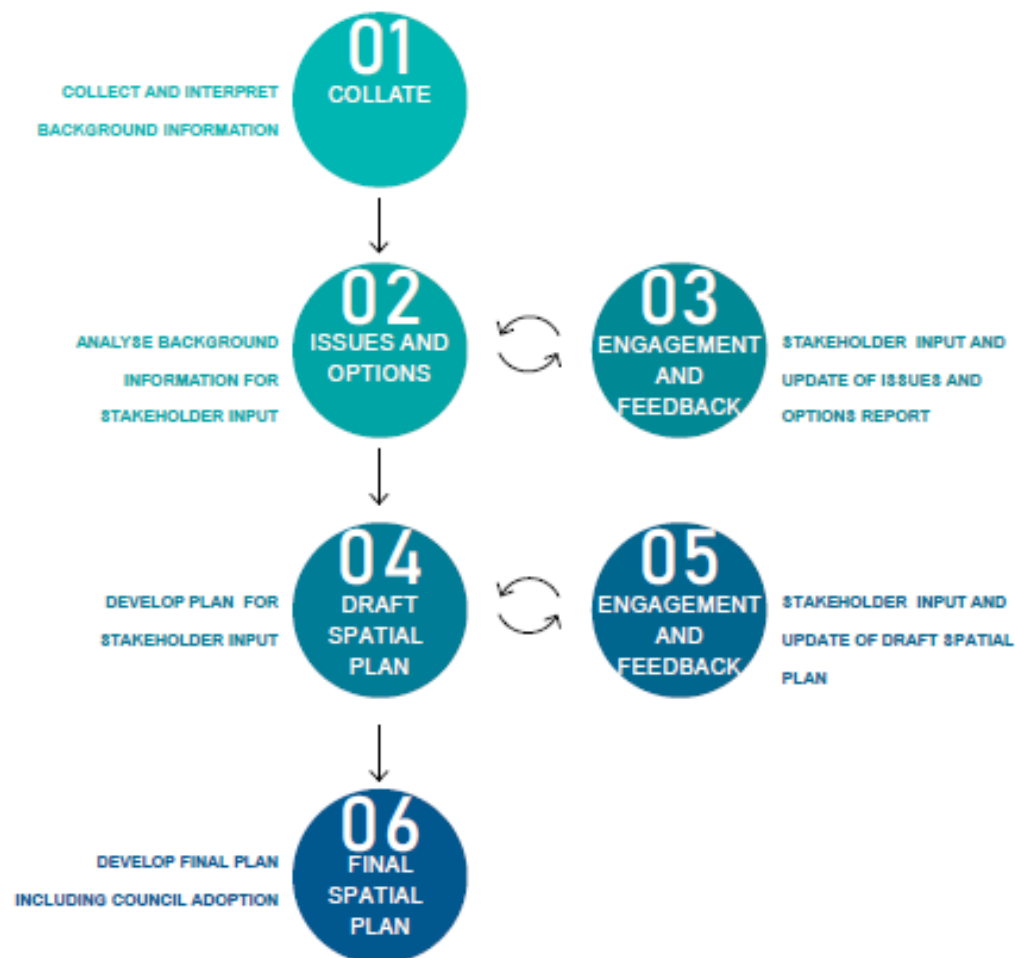 01
COLLATE
COLLECT AND INTERPRET
BACKGROUND INFORMATION
02
ISSUES AND
OPTIONS
ANALYSE BACKGROUND
INFORMATION FOR
STAKEHOLDER INPUT
03
ENGAGEMENT
AND
FEEDBACK
STAKEHOLDER INPUT AND
UPDATE OF ISSUES AND
OPTIONS REPORT
04
DRAFT
SPATIAL
PLAN
DEVELOP PLAN FOR
STAKEHOLDER INPUT
05
ENGAGEMENT
AND
FEEDBACK
STAKEHOLDER INPUT AND
UPDATE OF DRAFT SPATIAL
PLAN
06
FINAL
SPATIAL
PLAN
DEVELOP FINAL PLAN
INCLUDING COUNCIL ADOPTION